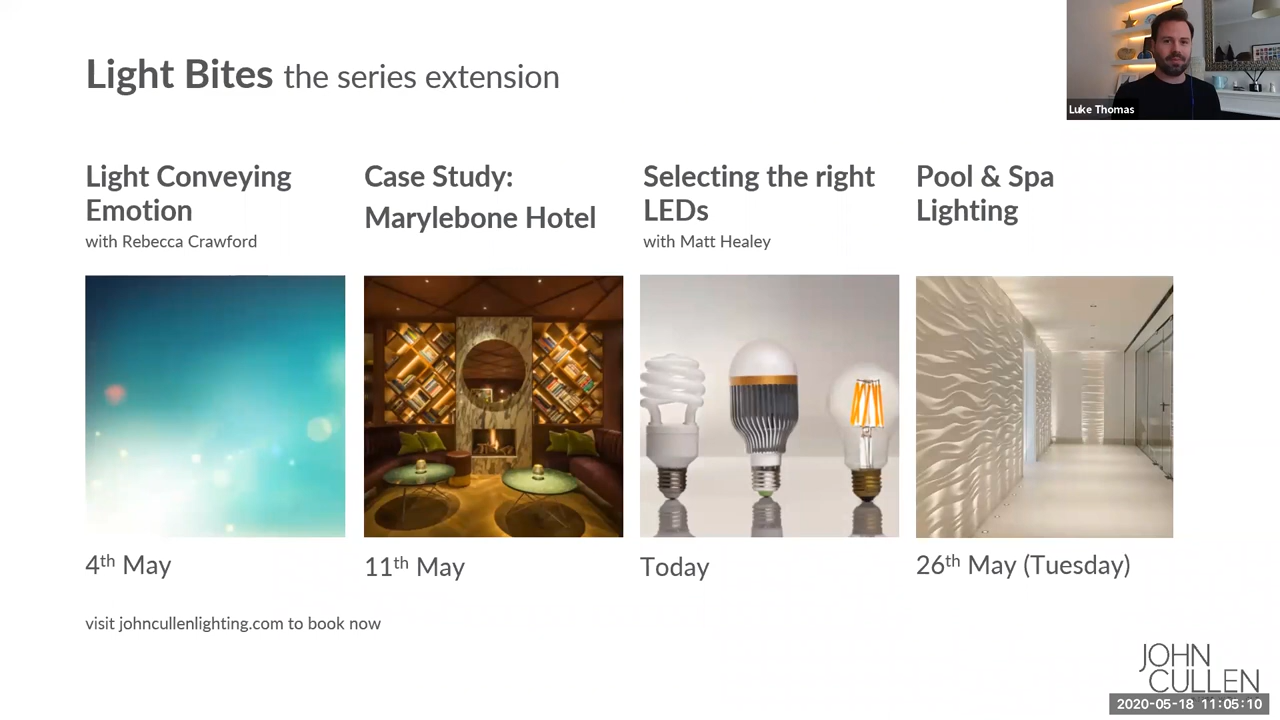 Light Bites the series extension
Luke Thomas
Light Conveying
Emotion
with Rebecca Crawford
Case Study:
Marylebone Hotel
Selecting the right
LEDs
with Matt Healey
Pool & Spa
Lighting
4th May
11th May
Today
26th May (Tuesday)
visit johncullenlighting.com to book now
JOHN
CULLEN
2020-05-18 11:05:10